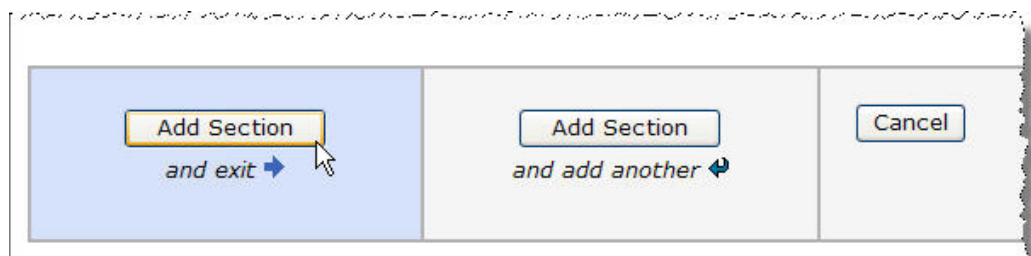 Add Section
and exit
Add Section
and add another
Cancel